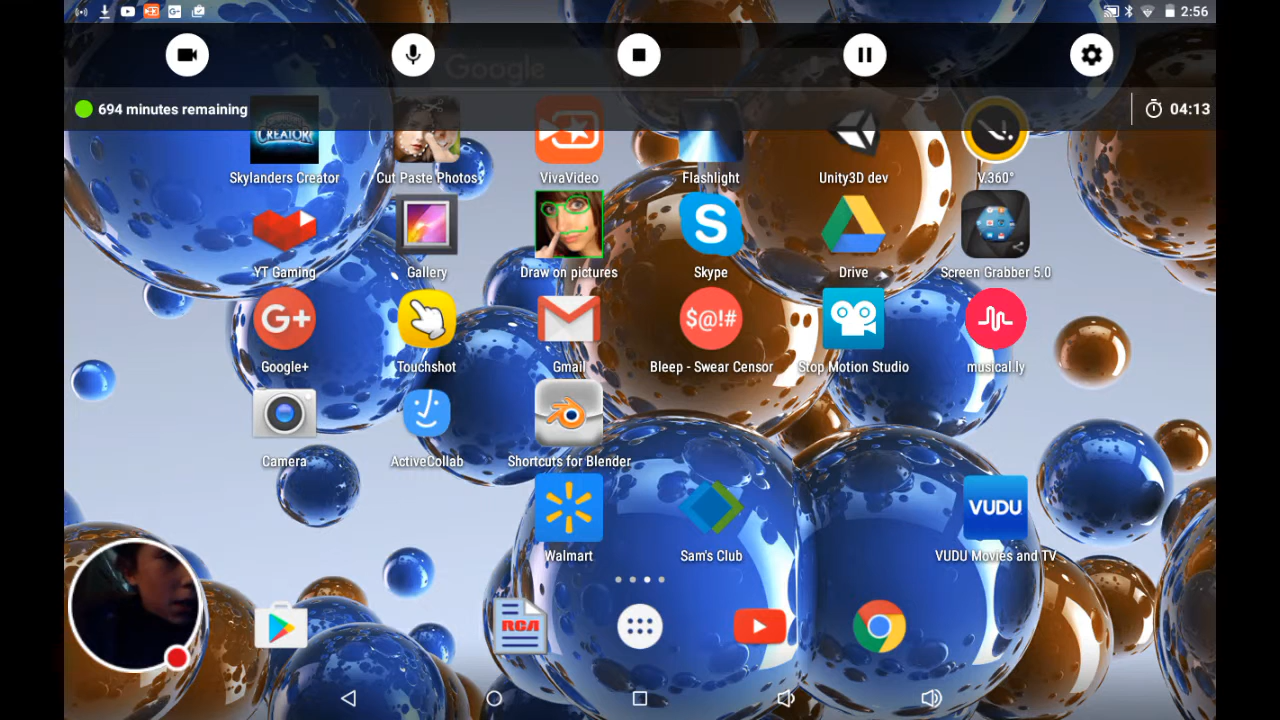 2:56
Google
694 minutes remaining
04:13
CREATOR
Skylanders Creator
Cut Paste Photos
VivaVideo
Flashlight
Unity3D dev
V.360°
YT Gaming
Gallery
Draw on pictures
S
Skype
Drive
Screen Grabber 5.0
G+
Google+
Touchshot
Gmail
$@!#
Bleep - Swear Censor
Stop Motion Studio
musical.ly
Camera
ActiveCollab
Shortcuts for Blender
Walmart
Sam's Club
VUDU
VUDU Movies and TV
RCA